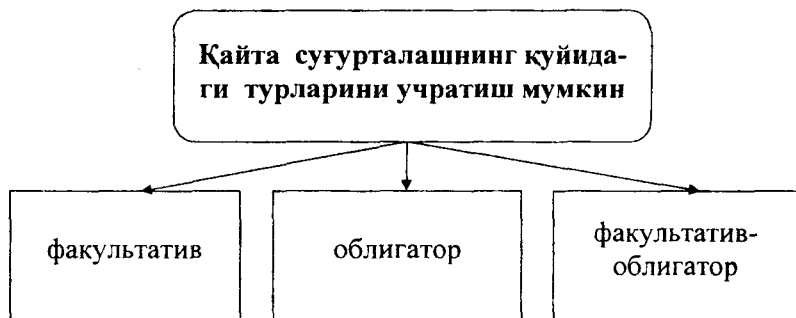 Қайта суғурталашнинг қуйида-
ги турларини учратиш мумкин
факультатив
облигатор
факультатив-
облигатор